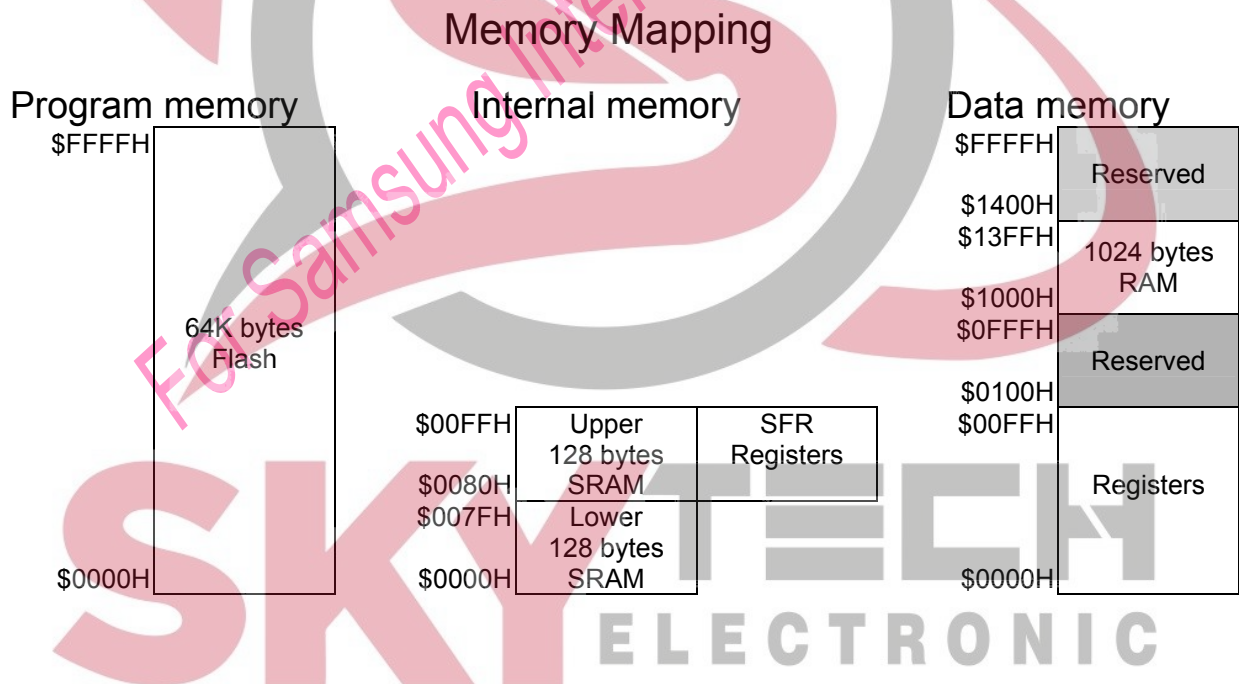 Memory Mapping
Program memory
$FFFFH
64K bytes
Flash
$0000H
Internal memory
$00FFH
Upper
128 bytes
SRAM
SFR
Registers
$0080H
$007FH
Lower
128 bytes
SRAM
$0000H
Data memory
$FFFFH
Reserved
$1400H
$13FFH
1024 bytes
RAM
$1000H
$0FFFH
Reserved
$0100H
$00FFH
Registers
$0000H
For Samsung
SKYTECH
ELECTRONIC